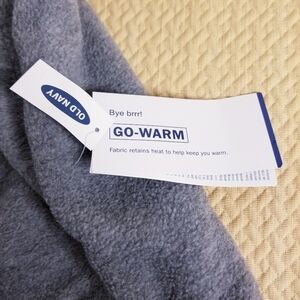 OLD NAVY
Bye brrr!
GO-WARM
Fabric retains heat to help keep you warm.